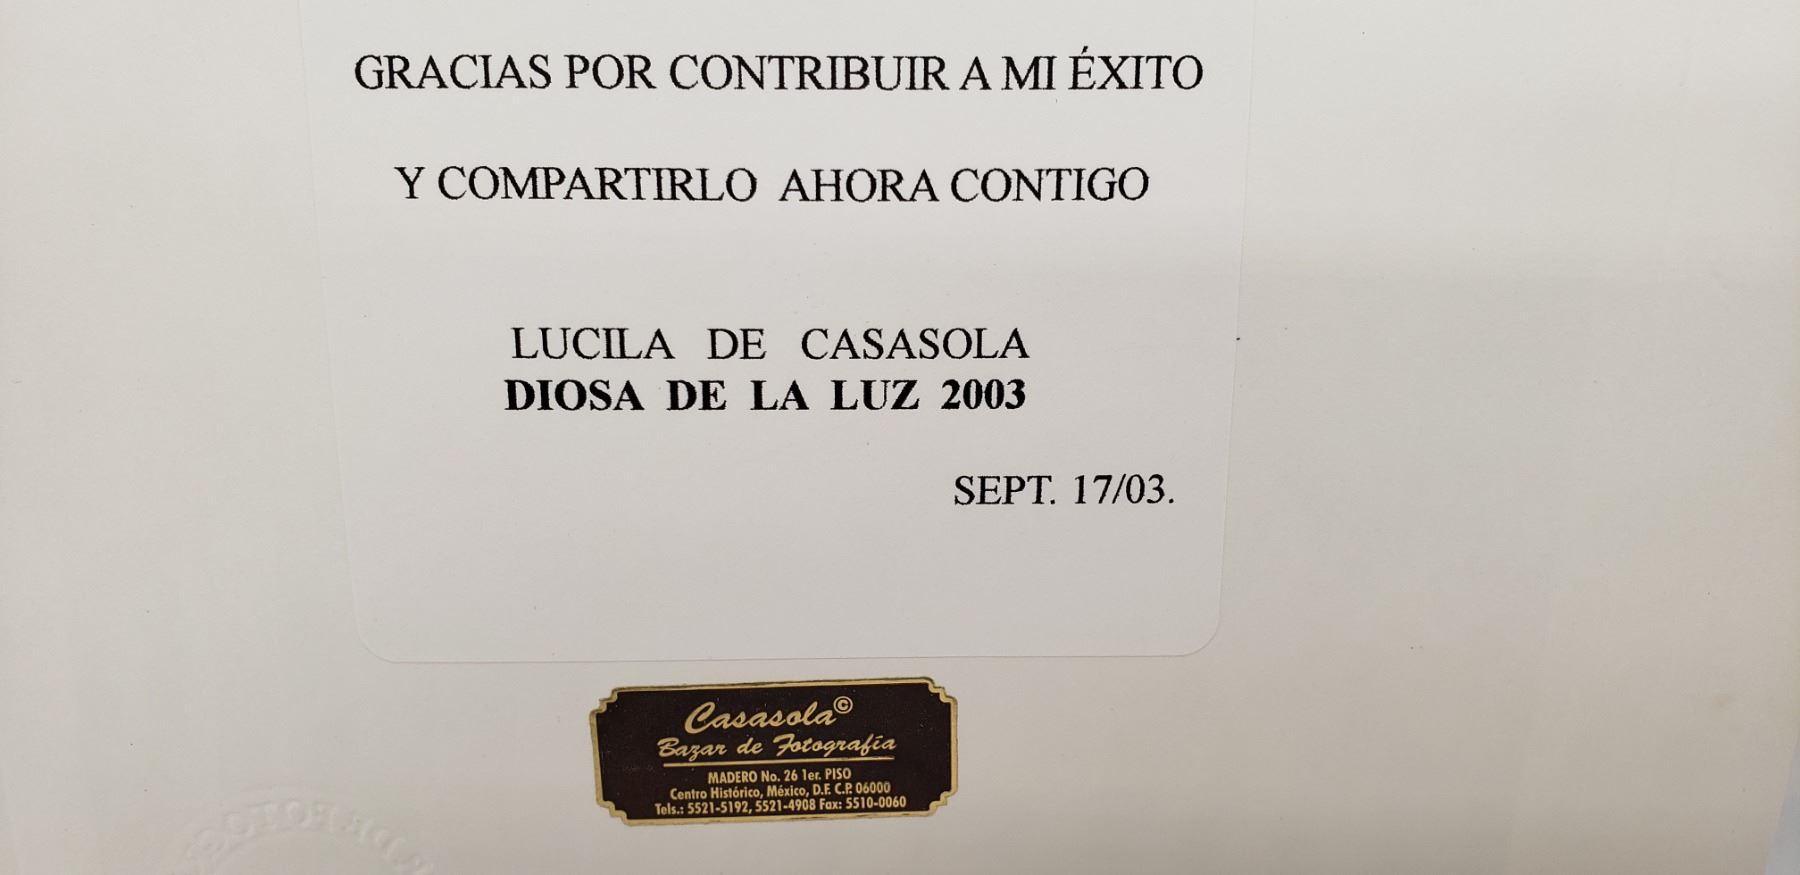 GRACIAS POR CONTRIBUIR A MI ÉXITO
Y COMPARTIRLO AHORA CONTIGO
LUCILA DE CASASOLA
DIOSA DE LA LUZ 2003
SEPT. 17/03.
Casasola©
Bazar de Fotografía
MADERO No. 26 1er. PISO
Centro Histórico, México, D.F. C.P. 06000
Tels.: 5521-5192, 5521-4908 Fax: 5510-0060